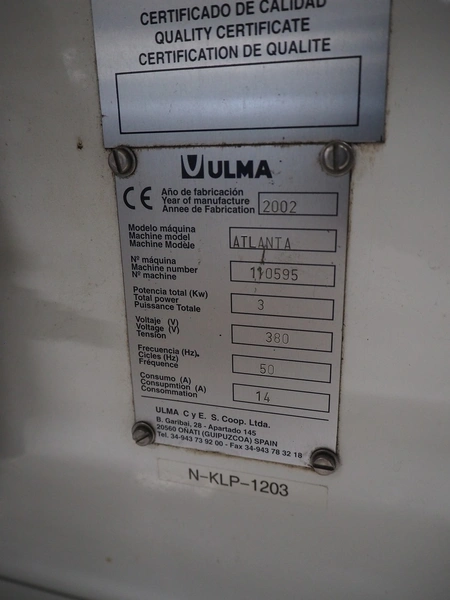 CERTIFICADO DE CALIDAD
QUALITY CERTIFICATE
CERTIFICATION DE QUALITE
ULMA
CE
Año de fabricación
Year of manufacture
Annee de Fabrication
2002
Modelo máquina
Machine model
Machine Modèle
ATLANTA
Nº máquina
Machine number
Nº machine
110595
Potencia total (Kw)
Total power
Puissance Totale
3
Voltaje (V)
Voltage (V)
Tension
380
Frecuencia (Hz).
Cicles (Hz)
Fréquence
50
Consumo (A)
Consupmtion (A)
Consommation
14
ULMA C y E. S. Coop. Ltda.
B. Garibai, 28 - Apartado 145
20560 OÑATI (GUIPUZCOA) SPAIN
Tel. 34-943 73 92 00 - Fax 34-943 78 32 18
N-KLP-1203